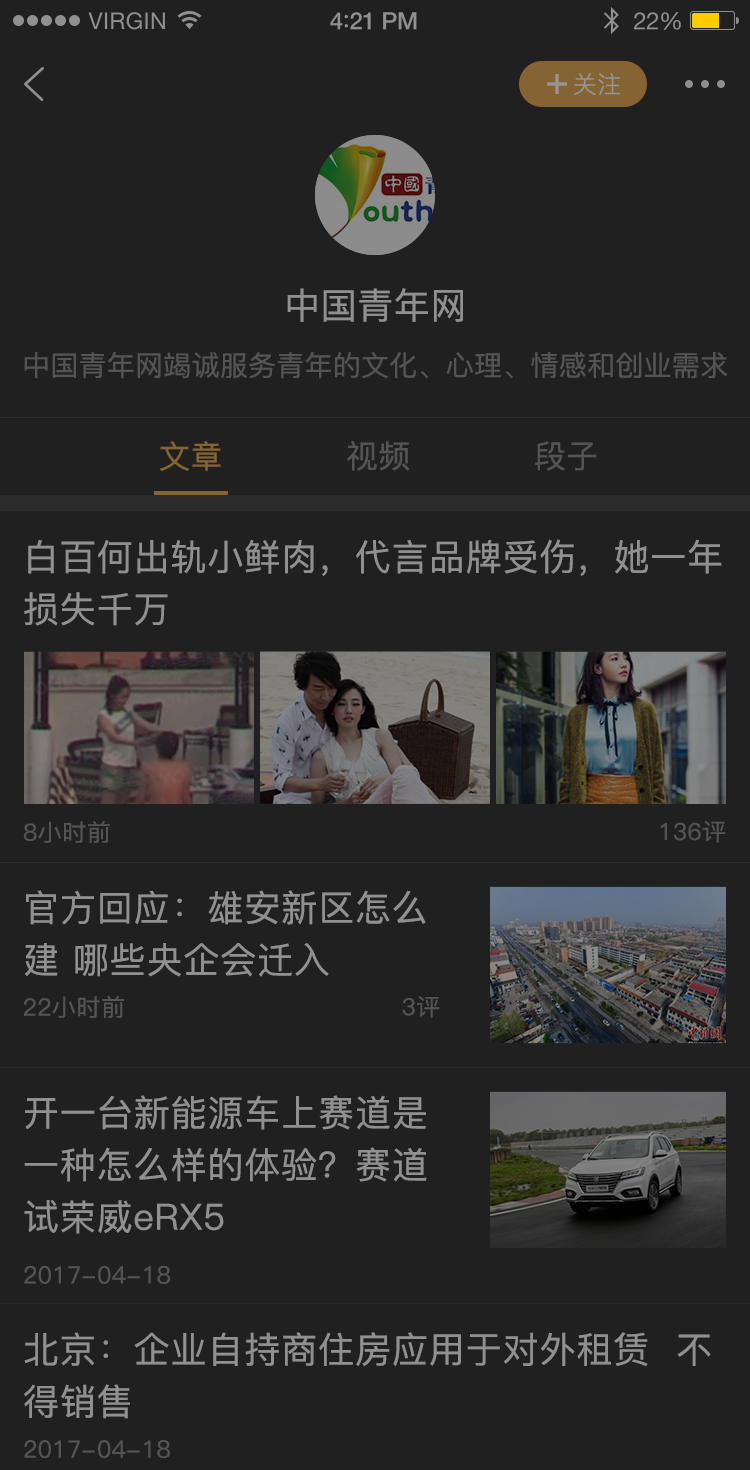 VIRGIN 4:21 PM 22%
+关注
中國青
outh
中国青年网
中国青年网竭诚服务青年的文化、心理、情感和创业需求
文章 视频 段子
白百何出轨小鲜肉，代言品牌受伤，她一年
损失千万
8小时前 136评
官方回应：雄安新区怎么
建 哪些央企会迁入
22小时前 3评
开一台新能源车上赛道是
一种怎么样的体验？赛道
试荣威eRX5
2017-04-18
北京：企业自持商住房应用于对外租赁 不
得销售
2017-04-18